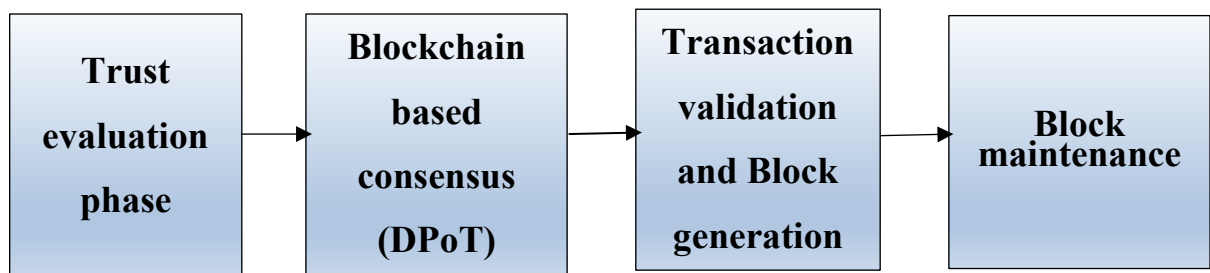 Trust
evaluation
phase
Blockchain
based
consensus
(DPoT)
Transaction
validation
and Block
generation
Block
maintenance